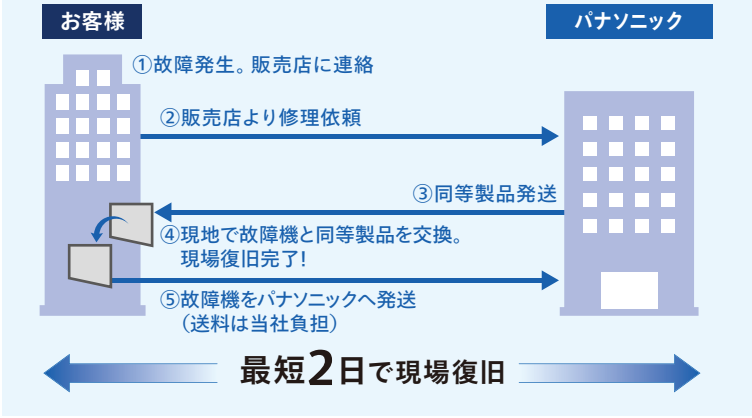 お客様
パナソニック
①故障発生。販売店に連絡
②販売店より修理依頼
③同等製品発送
④現地で故障機と同等製品を交換。
現場復旧完了!
⑤故障機をパナソニックへ発送
(送料は当社負担)
最短2日で現場復旧